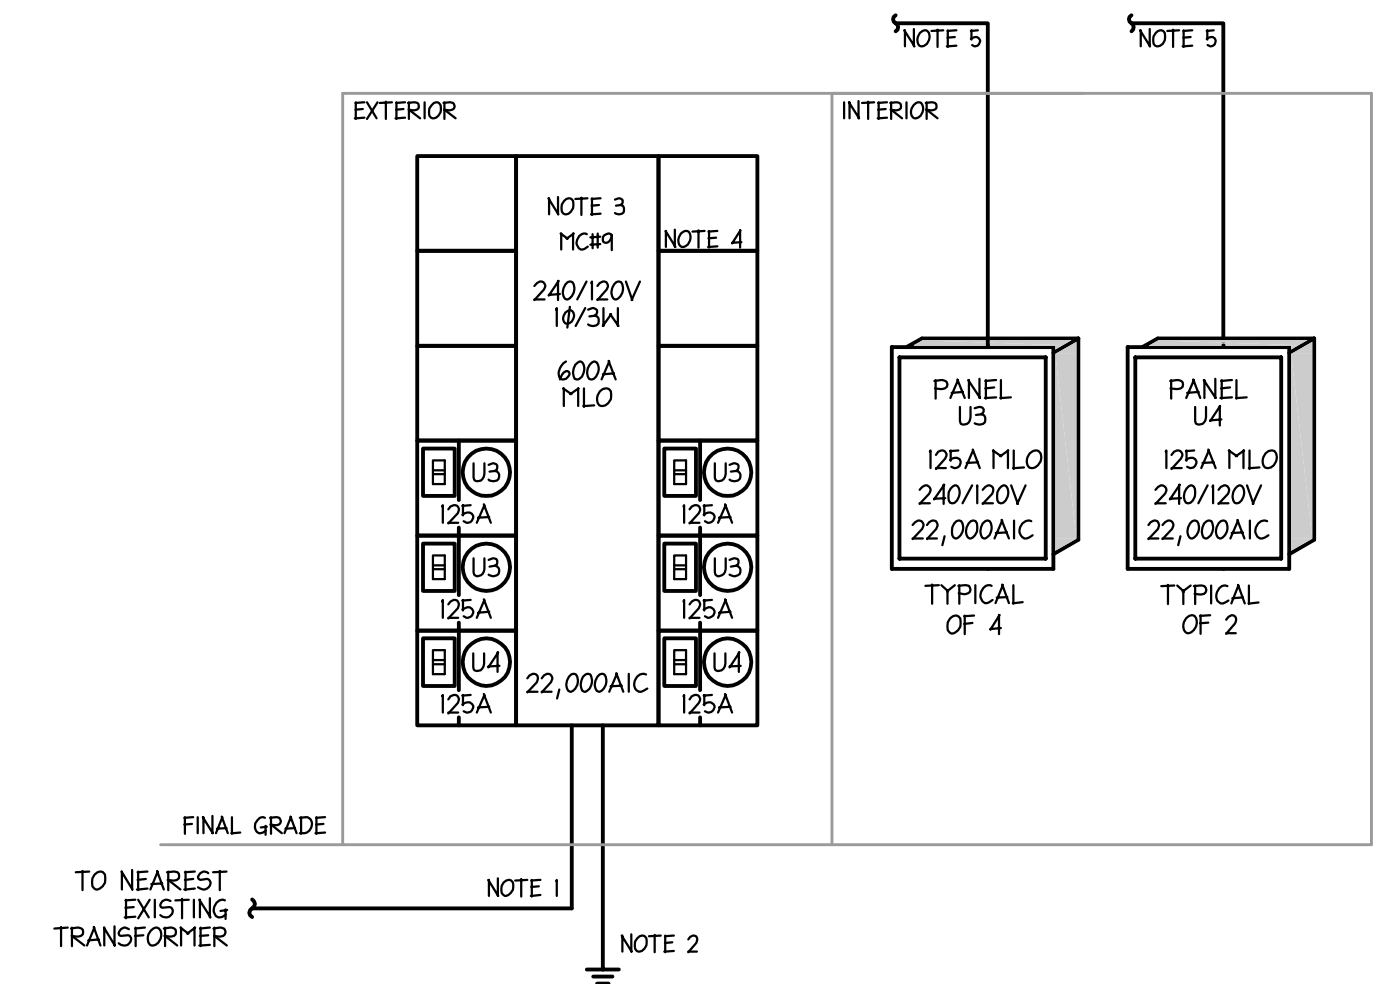 NOTE 5
NOTE 5
EXTERIOR
INTERIOR
NOTE 3
MC#9
NOTE 4
240/120V
1ϕ/3W
600A
MLO
U3
125A
U3
125A
U3
125A
U3
125A
U4
125A
22,000AIC
U4
125A
PANEL
U3
125A MLO
240/120V
22,000AIC
TYPICAL
OF 4
PANEL
U4
125A MLO
240/120V
22,000AIC
TYPICAL
OF 2
FINAL GRADE
TO NEAREST
EXISTING
TRANSFORMER
NOTE 1
NOTE 2